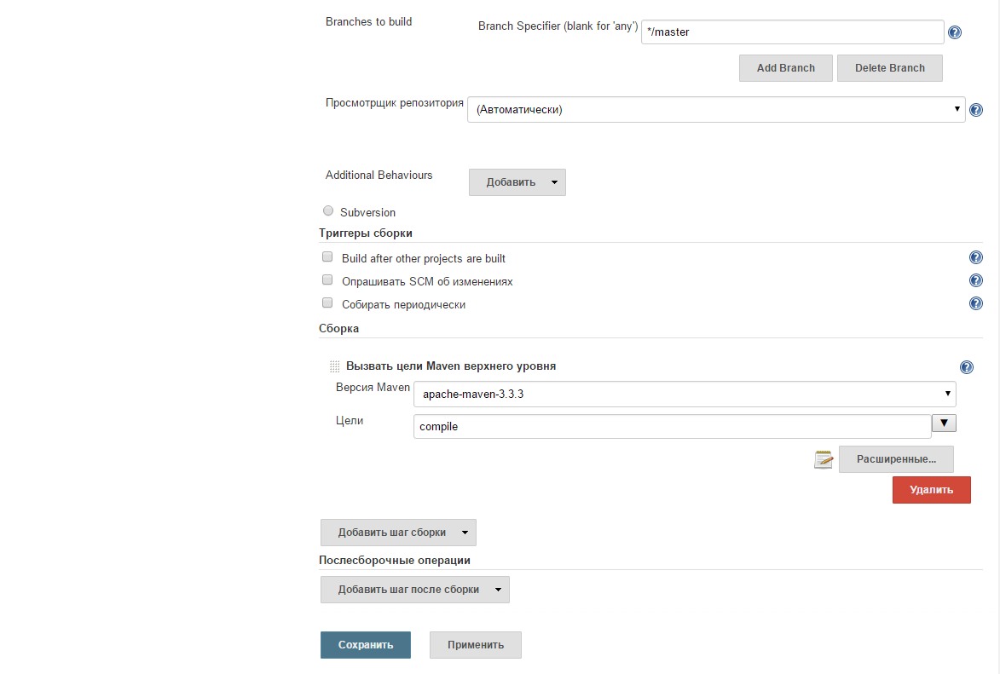 Branches to build
Branch Specifier (blank for 'any')
*/master
Add Branch
Delete Branch
Просмотрщик репозитория
(Автоматически)
Additional Behaviours
Добавить
Subversion
Триггеры сборки
Build after other projects are built
Опрашивать SCM об изменениях
Собирать периодически
Сборка
Вызвать цели Maven верхнего уровня
Версия Maven
apache-maven-3.3.3
Цели
compile
Расширенные...
Удалить
Добавить шаг сборки
Послесборочные операции
Добавить шаг после сборки
Сохранить
Применить